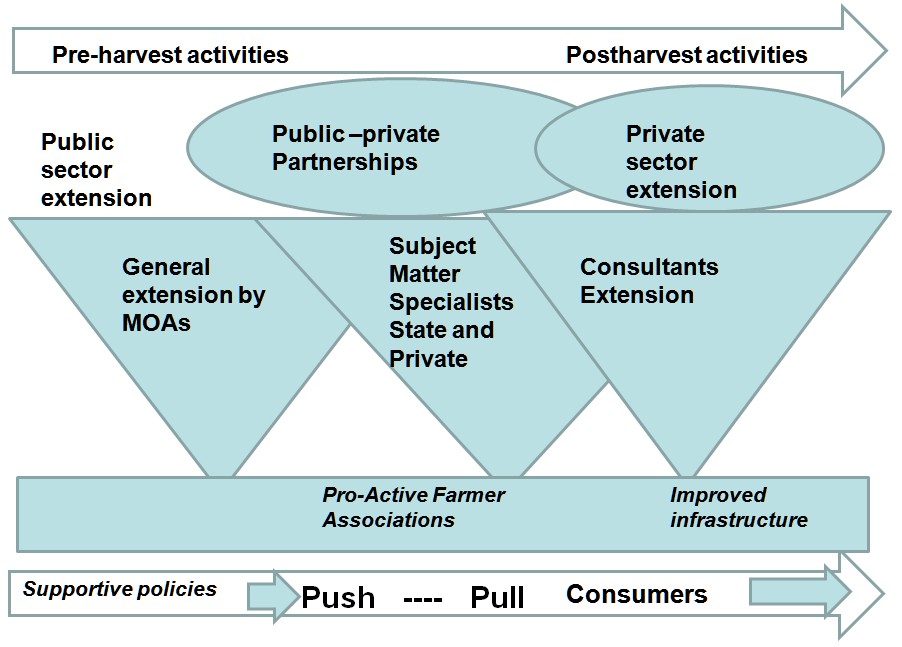 Pre-harvest activities
Postharvest activities
Public
sector
extension
Public –private
Partnerships
Private
sector
extension
General
extension by
MOAs
Subject
Matter
Specialists
State and
Private
Consultants
Extension
Pro-Active Farmer
Associations
Improved
infrastructure
Supportive policies
Push ---- Pull
Consumers